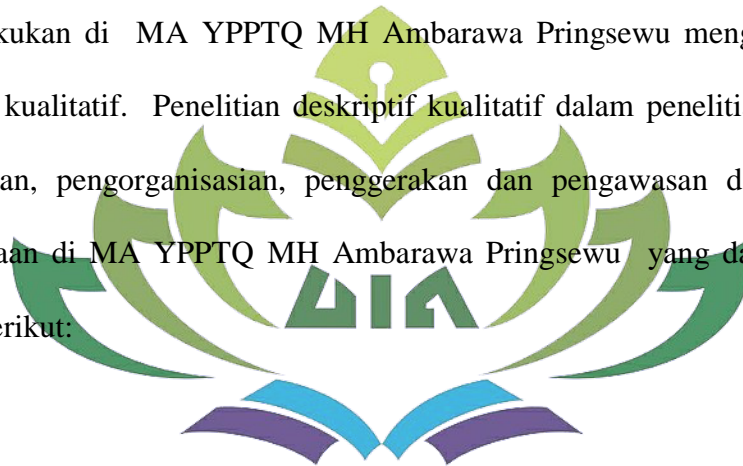 kukan di MA YPPTQ MH Ambarawa Pringsewu meng
kualitatif. Penelitian deskriptif kualitatif dalam peneliti
an, pengorganisasian, penggerakan dan pengawasan d
aan di MA YPPTQ MH Ambarawa Pringsewu yang da
erikut:
UIN